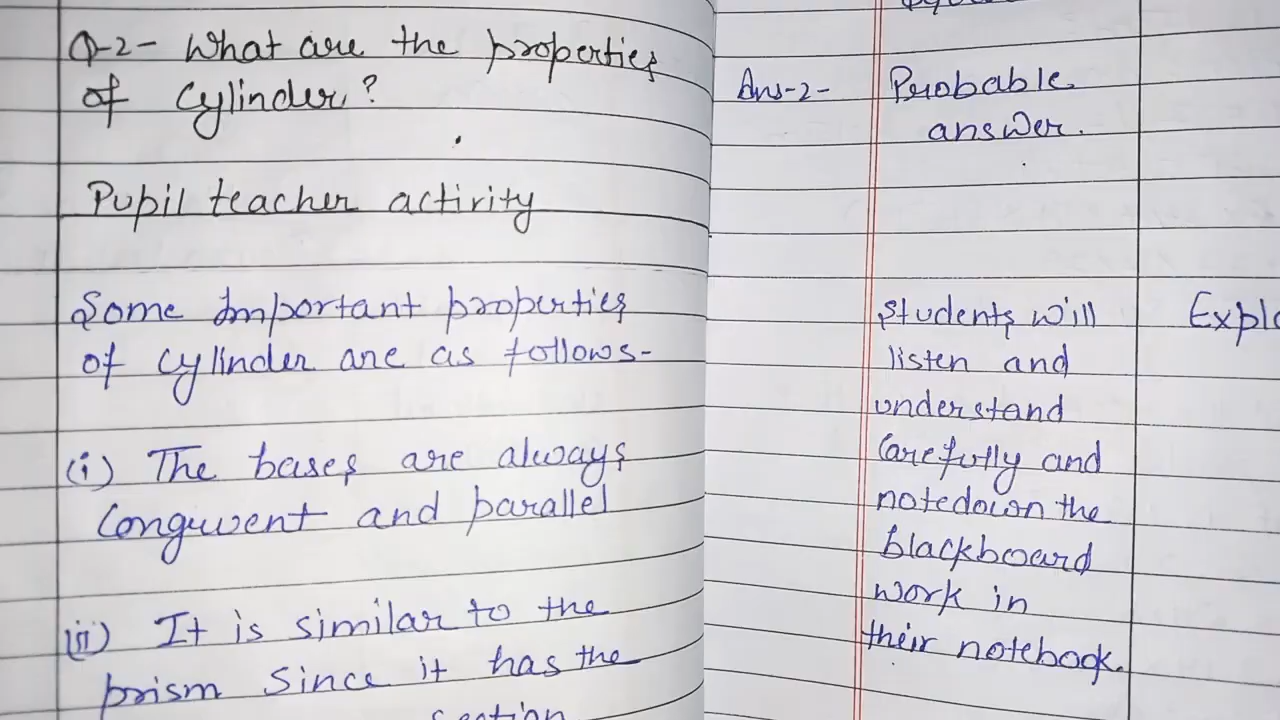 Q-2- What are the properties
of cylinder?
Pupil teacher activity
Some Important properties
of cylinder are as follows-
(i) The bases are always
congruent and parallel
(ii) It is similar to the
prism Since it has the
section
Ans-2- Probable
answer.
Students will
listen and
understand
carefully and
notedown the
blackboard
work in
their notebook.